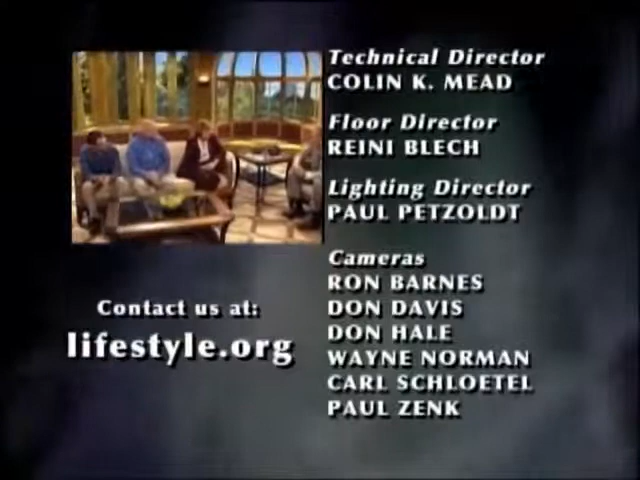 Technical Director
COLIN K. MEAD
Floor Director
REINI BLECH
Lighting Director
PAUL PETZOLDT
Cameras
RON BARNES
DON DAVIS
DON HALE
WAYNE NORMAN
CARL SCHLOETEL
PAUL ZENK
Contact us at:
lifestyle.org